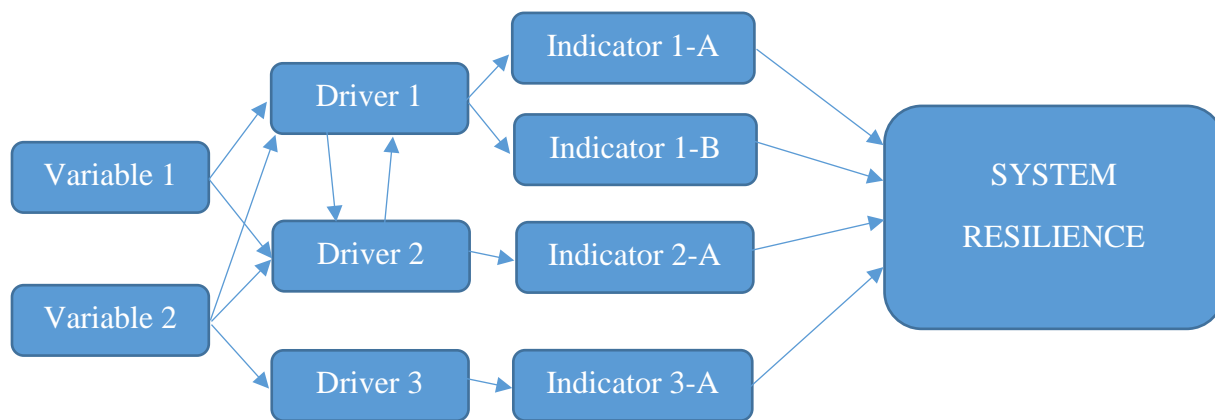 Variable 1
Variable 2
Driver 1
Driver 2
Driver 3
Indicator 1-A
Indicator 1-B
Indicator 2-A
Indicator 3-A
SYSTEM
RESILIENCE